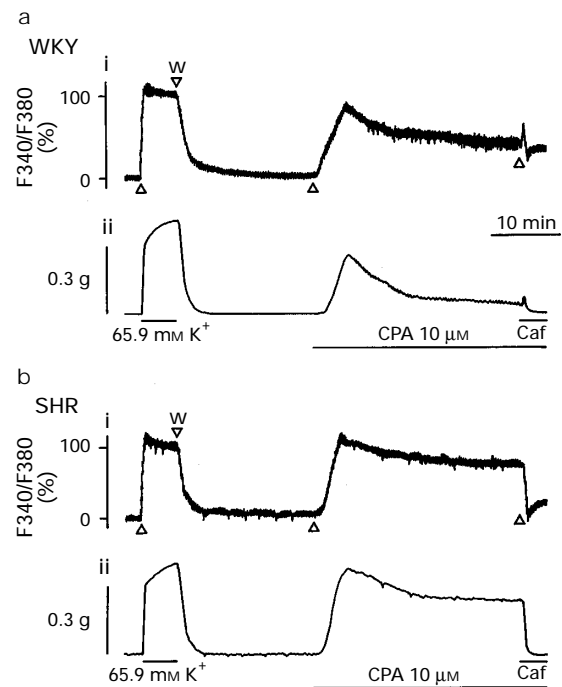 a
WKY
i
W
100
F340/F380
(%)
0
ii
10 min
0.3 g
65.9 mM K⁺
CPA 10 μM
Caf
b
SHR
i
W
100
F340/F380
(%)
0
ii
0.3 g
65.9 mM K⁺
CPA 10 μM
Caf